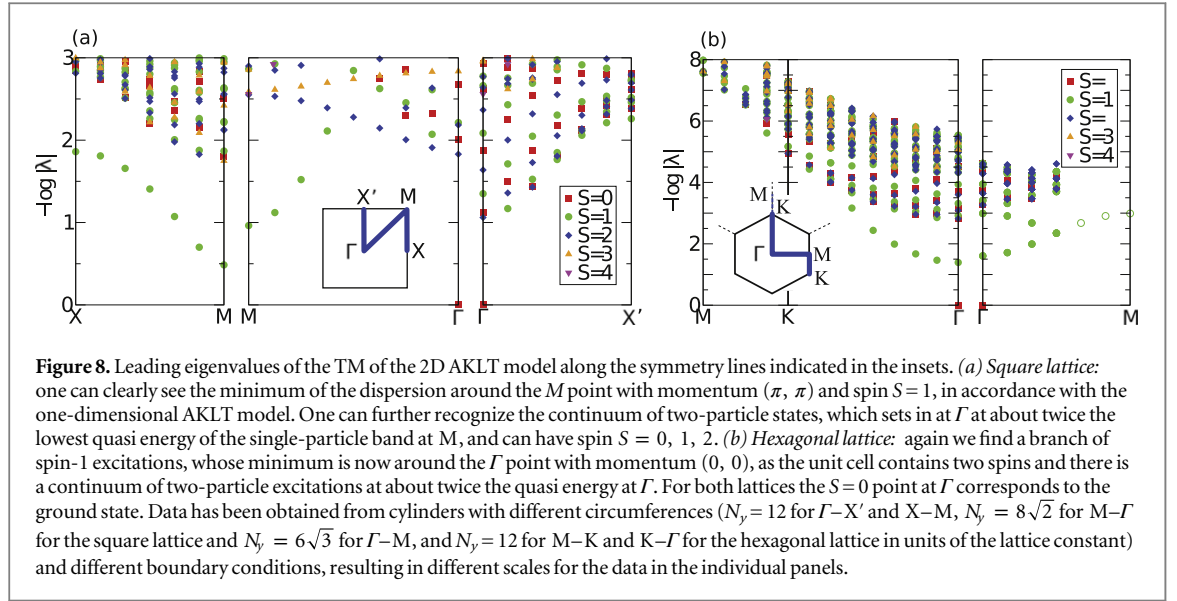 (a)
(b)
3
2
1
0
−log|λ|
X
M
M
Γ
Γ
X'
X'
M
Γ
X
S=0
S=1
S=2
S=3
S=4
8
6
4
2
0
−log|λ|
M
K
Γ
Γ
M
M
K
Γ
M
K
S=
S=1
S=
S=3
S=4
Figure 8. Leading eigenvalues of the TM of the 2D AKLT model along the symmetry lines indicated in the insets. (a) Square lattice:
one can clearly see the minimum of the dispersion around the M point with momentum (π, π) and spin S = 1, in accordance with the
one-dimensional AKLT model. One can further recognize the continuum of two-particle states, which sets in at Γ at about twice the
lowest quasi energy of the single-particle band at M, and can have spin S = 0, 1, 2. (b) Hexagonal lattice: again we find a branch of
spin-1 excitations, whose minimum is now around the Γ point with momentum (0, 0), as the unit cell contains two spins and there is
a continuum of two-particle excitations at about twice the quasi energy at Γ. For both lattices the S = 0 point at Γ corresponds to the
ground state. Data has been obtained from cylinders with different circumferences (Ny = 12 for Γ–X′ and X–M, Ny = 8√2 for M–Γ
for the square lattice and Ny = 6√3 for Γ–M, and Ny = 12 for M–K and K–Γ for the hexagonal lattice in units of the lattice constant)
and different boundary conditions, resulting in different scales for the data in the individual panels.